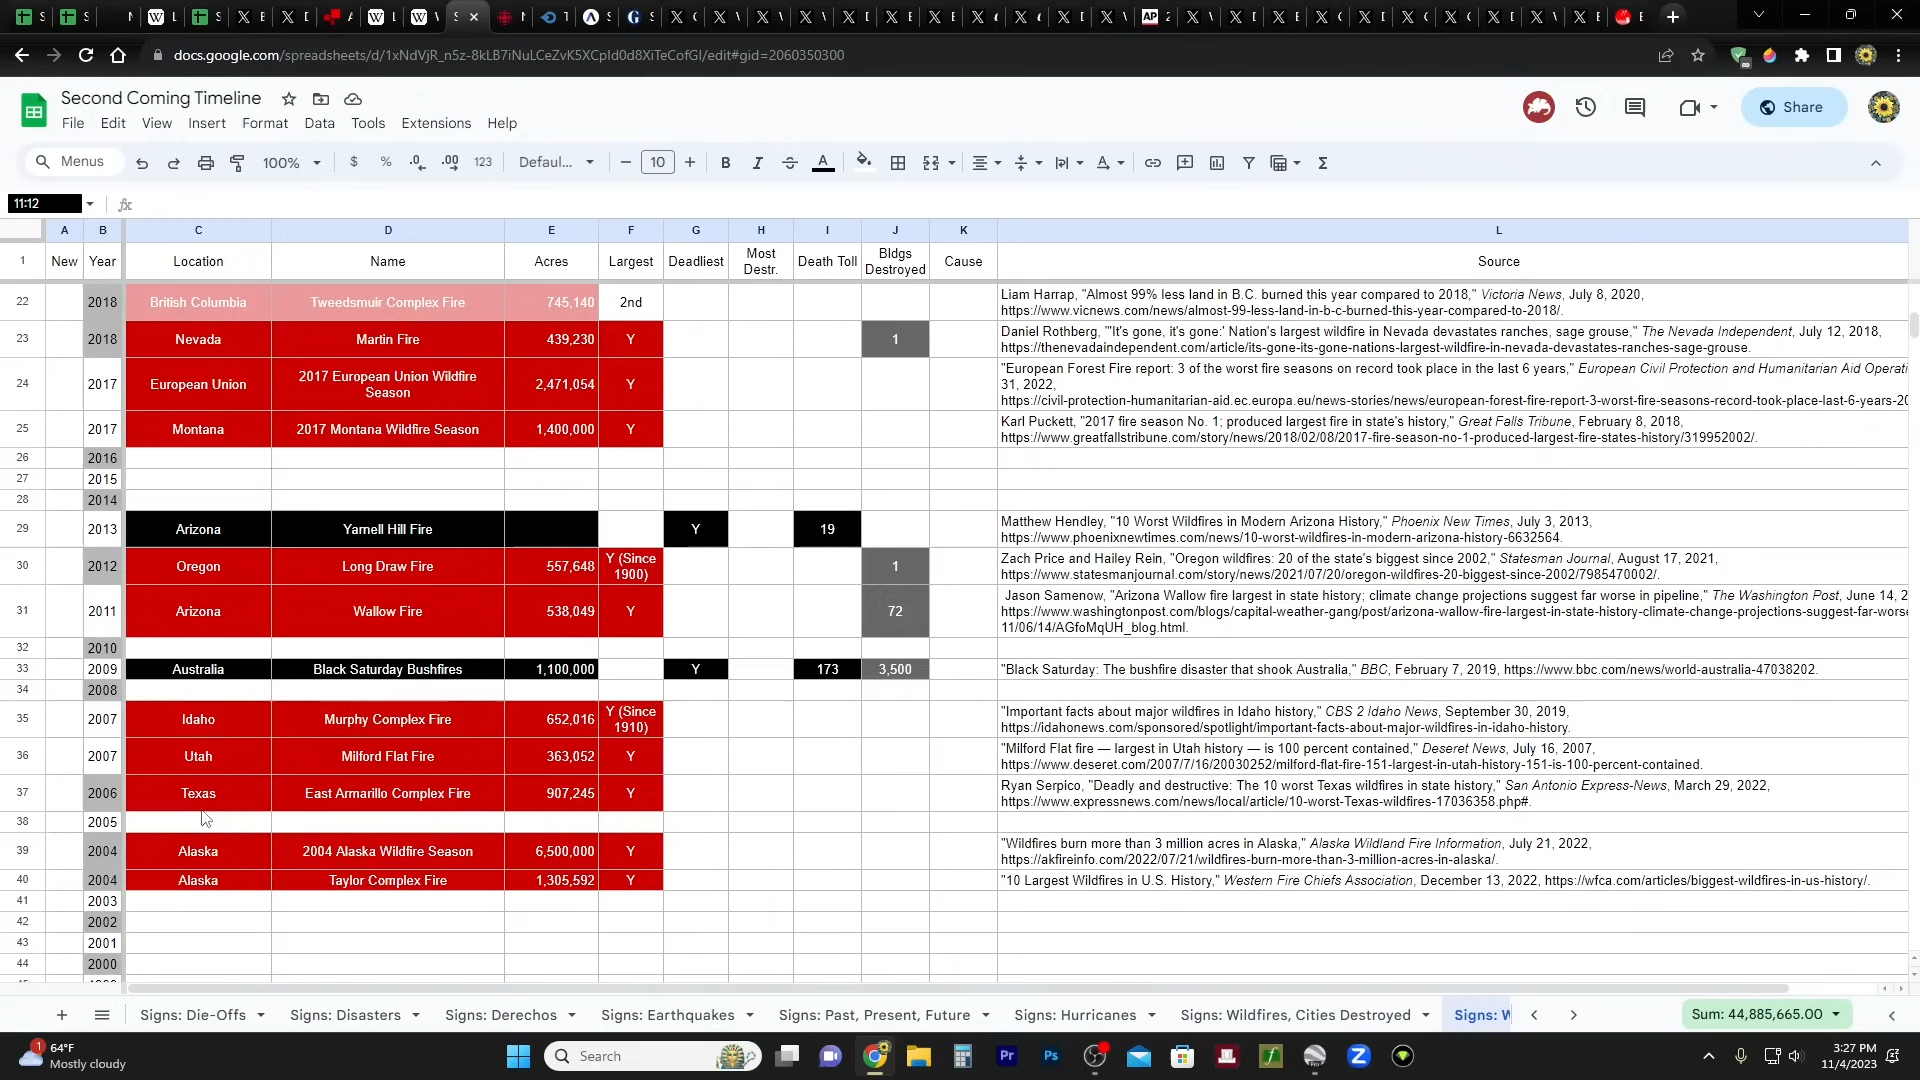 docs.google.com/spreadsheets/d/1xNdVjR_n5z-8kLB7iNuLCeZvK5XCpId0d8XiTeCofGI/edit#gid=2060350300
Second Coming Timeline
File Edit View Insert Format Data Tools Extensions Help
Share
Menus 100% $ % .0 .00 123 Defaul... 10 B I A
11:12
A B C D E F G H I J K L
1 New Year Location Name Acres Largest Deadliest Most Destr. Death Toll Bldgs Destroyed Cause Source
22 2018 British Columbia Tweedsmuir Complex Fire 745,140 2nd
Liam Harrap, "Almost 99% less land in B.C. burned this year compared to 2018," Victoria News, July 8, 2020,
https://www.vicnews.com/news/almost-99-less-land-in-b-c-burned-this-year-compared-to-2018/.
23 2018 Nevada Martin Fire 439,230 Y 1
Daniel Rothberg, "'It's gone, it's gone:' Nation's largest wildfire in Nevada devastates ranches, sage grouse," The Nevada Independent, July 12, 2018,
https://thenevadaindependent.com/article/its-gone-its-gone-nations-largest-wildfire-in-nevada-devastates-ranches-sage-grouse.
24 2017 European Union 2017 European Union Wildfire Season 2,471,054 Y
"European Forest Fire report: 3 of the worst fire seasons on record took place in the last 6 years," European Civil Protection and Humanitarian Aid Operati
31, 2022,
https://civil-protection-humanitarian-aid.ec.europa.eu/news-stories/news/european-forest-fire-report-3-worst-fire-seasons-record-took-place-last-6-years-20
25 2017 Montana 2017 Montana Wildfire Season 1,400,000 Y
Karl Puckett, "2017 fire season No. 1; produced largest fire in state's history," Great Falls Tribune, February 8, 2018,
https://www.greatfallstribune.com/story/news/2018/02/08/2017-fire-season-no-1-produced-largest-fire-states-history/319952002/.
26 2016
27 2015
28 2014
29 2013 Arizona Yarnell Hill Fire Y 19
Matthew Hendley, "10 Worst Wildfires in Modern Arizona History," Phoenix New Times, July 3, 2013,
https://www.phoenixnewtimes.com/news/10-worst-wildfires-in-modern-arizona-history-6632564.
30 2012 Oregon Long Draw Fire 557,648 Y (Since 1900) 1
Zach Price and Hailey Rein, "Oregon wildfires: 20 of the state's biggest since 2002," Statesman Journal, August 17, 2021,
https://www.statesmanjournal.com/story/news/2021/07/20/oregon-wildfires-20-biggest-since-2002/7985470002/.
31 2011 Arizona Wallow Fire 538,049 Y 72
Jason Samenow, "Arizona Wallow fire largest in state history; climate change projections suggest far worse in pipeline," The Washington Post, June 14, 2
https://www.washingtonpost.com/blogs/capital-weather-gang/post/arizona-wallow-fire-largest-in-state-history-climate-change-projections-suggest-far-worse
11/06/14/AGfoMqUH_blog.html.
32 2010
33 2009 Australia Black Saturday Bushfires 1,100,000 Y 173 3,500
"Black Saturday: The bushfire disaster that shook Australia," BBC, February 7, 2019, https://www.bbc.com/news/world-australia-47038202.
34 2008
35 2007 Idaho Murphy Complex Fire 652,016 Y (Since 1910)
"Important facts about major wildfires in Idaho history," CBS 2 Idaho News, September 30, 2019,
https://idahonews.com/sponsored/spotlight/important-facts-about-major-wildfires-in-idaho-history.
36 2007 Utah Milford Flat Fire 363,052 Y
"Milford Flat fire — largest in Utah history — is 100 percent contained," Deseret News, July 16, 2007,
https://www.deseret.com/2007/7/16/20030252/milford-flat-fire-151-largest-in-utah-history-151-is-100-percent-contained.
37 2006 Texas East Armarillo Complex Fire 907,245 Y
Ryan Serpico, "Deadly and destructive: The 10 worst Texas wildfires in state history," San Antonio Express-News, March 29, 2022,
https://www.expressnews.com/news/local/article/10-worst-Texas-wildfires-17036358.php#.
38 2005
39 2004 Alaska 2004 Alaska Wildfire Season 6,500,000 Y
"Wildfires burn more than 3 million acres in Alaska," Alaska Wildland Fire Information, July 21, 2022,
https://akfireinfo.com/2022/07/21/wildfires-burn-more-than-3-million-acres-in-alaska/.
40 2004 Alaska Taylor Complex Fire 1,305,592 Y
"10 Largest Wildfires in U.S. History," Western Fire Chiefs Association, December 13, 2022, https://wfca.com/articles/biggest-wildfires-in-us-history/.
41 2003
42 2002
43 2001
44 2000
Signs: Die-Offs Signs: Disasters Signs: Derechos Signs: Earthquakes Signs: Past, Present, Future Signs: Hurricanes Signs: Wildfires, Cities Destroyed Signs: W Sum: 44,885,665.00
1 64°F
Mostly cloudy
Search
3:27 PM
11/4/2023